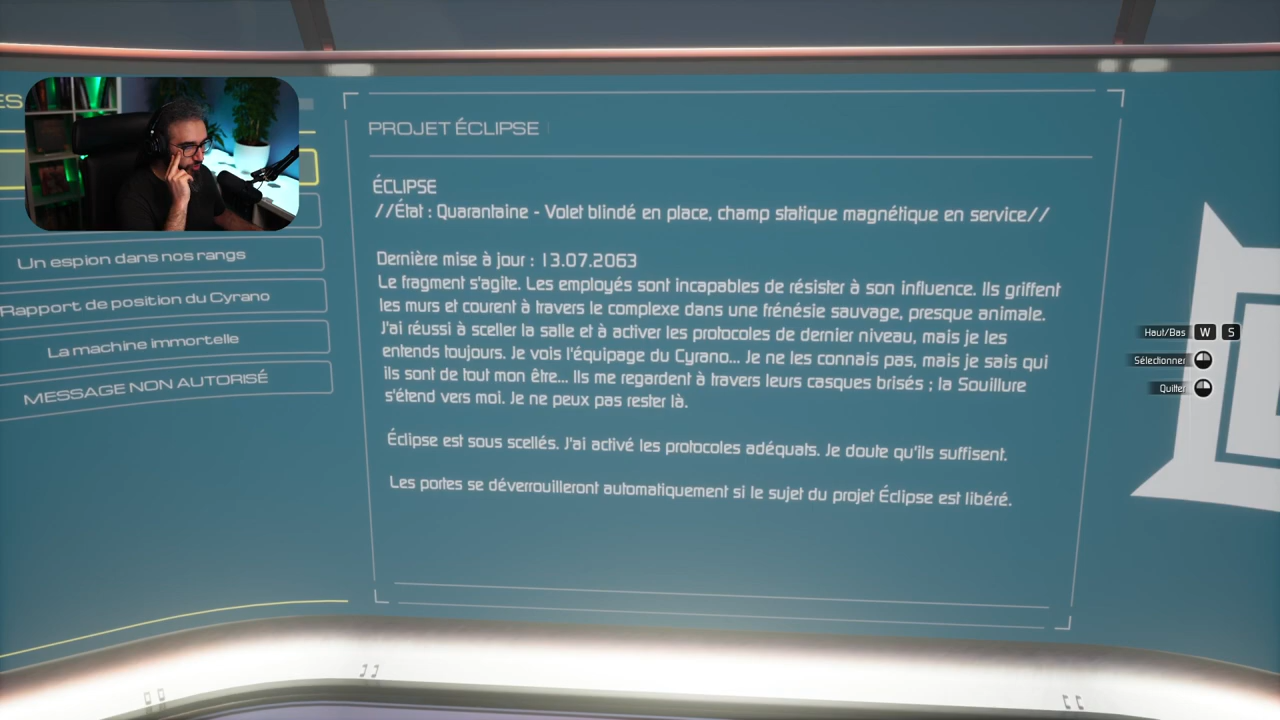 ES
PROJET ÉCLIPSE
ÉCLIPSE
//État : Quarantaine - Volet blindé en place, champ statique magnétique en service//
Dernière mise à jour : 13.07.2063
Le fragment s'agite. Les employés sont incapables de résister à son influence. Ils griffent
les murs et courent à travers le complexe dans une frénésie sauvage, presque animale.
J'ai réussi à sceller la salle et à activer les protocoles de dernier niveau, mais je les
entends toujours. Je vois l'équipage du Cyrano... Je ne les connais pas, mais je sais qui
ils sont de tout mon être... Ils me regardent à travers leurs casques brisés ; la Souillure
s'étend vers moi. Je ne peux pas rester là.
Éclipse est sous scellés. J'ai activé les protocoles adéquats. Je doute qu'ils suffisent.
Les portes se déverrouilleront automatiquement si le sujet du projet Éclipse est libéré.
Un espion dans nos rangs
Rapport de position du Cyrano
La machine immortelle
MESSAGE NON AUTORISÉ
Haut/Bas W S
Sélectionner
Quitter